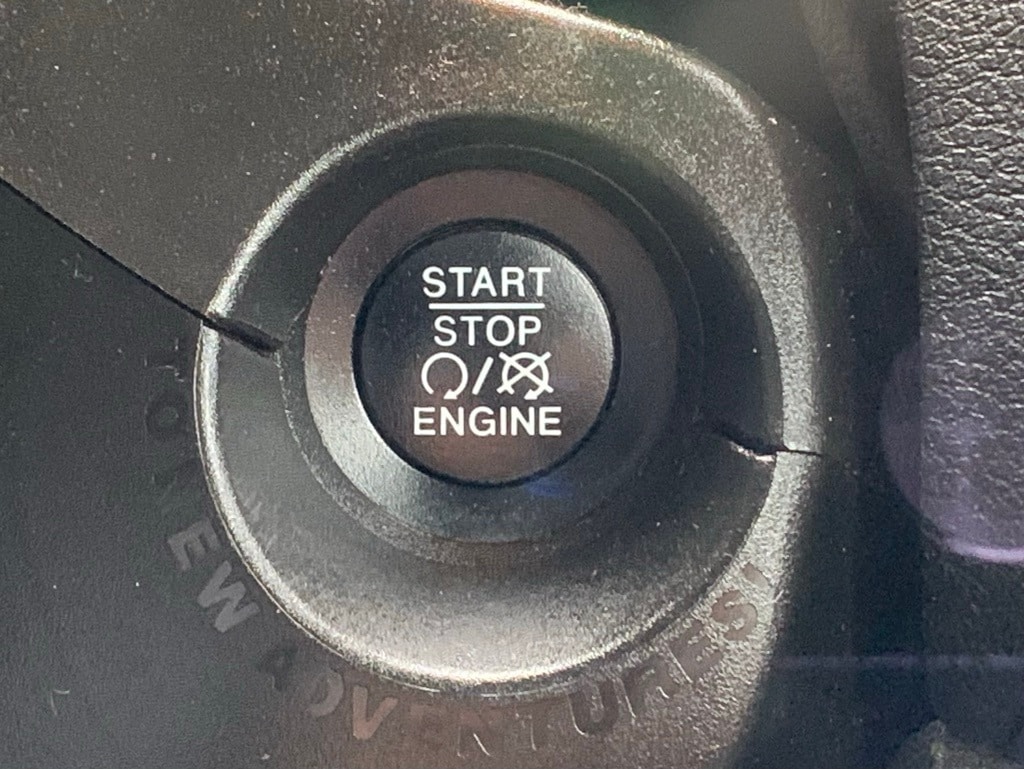 START
STOP
/
ENGINE
TO NEW ADVENTURES!